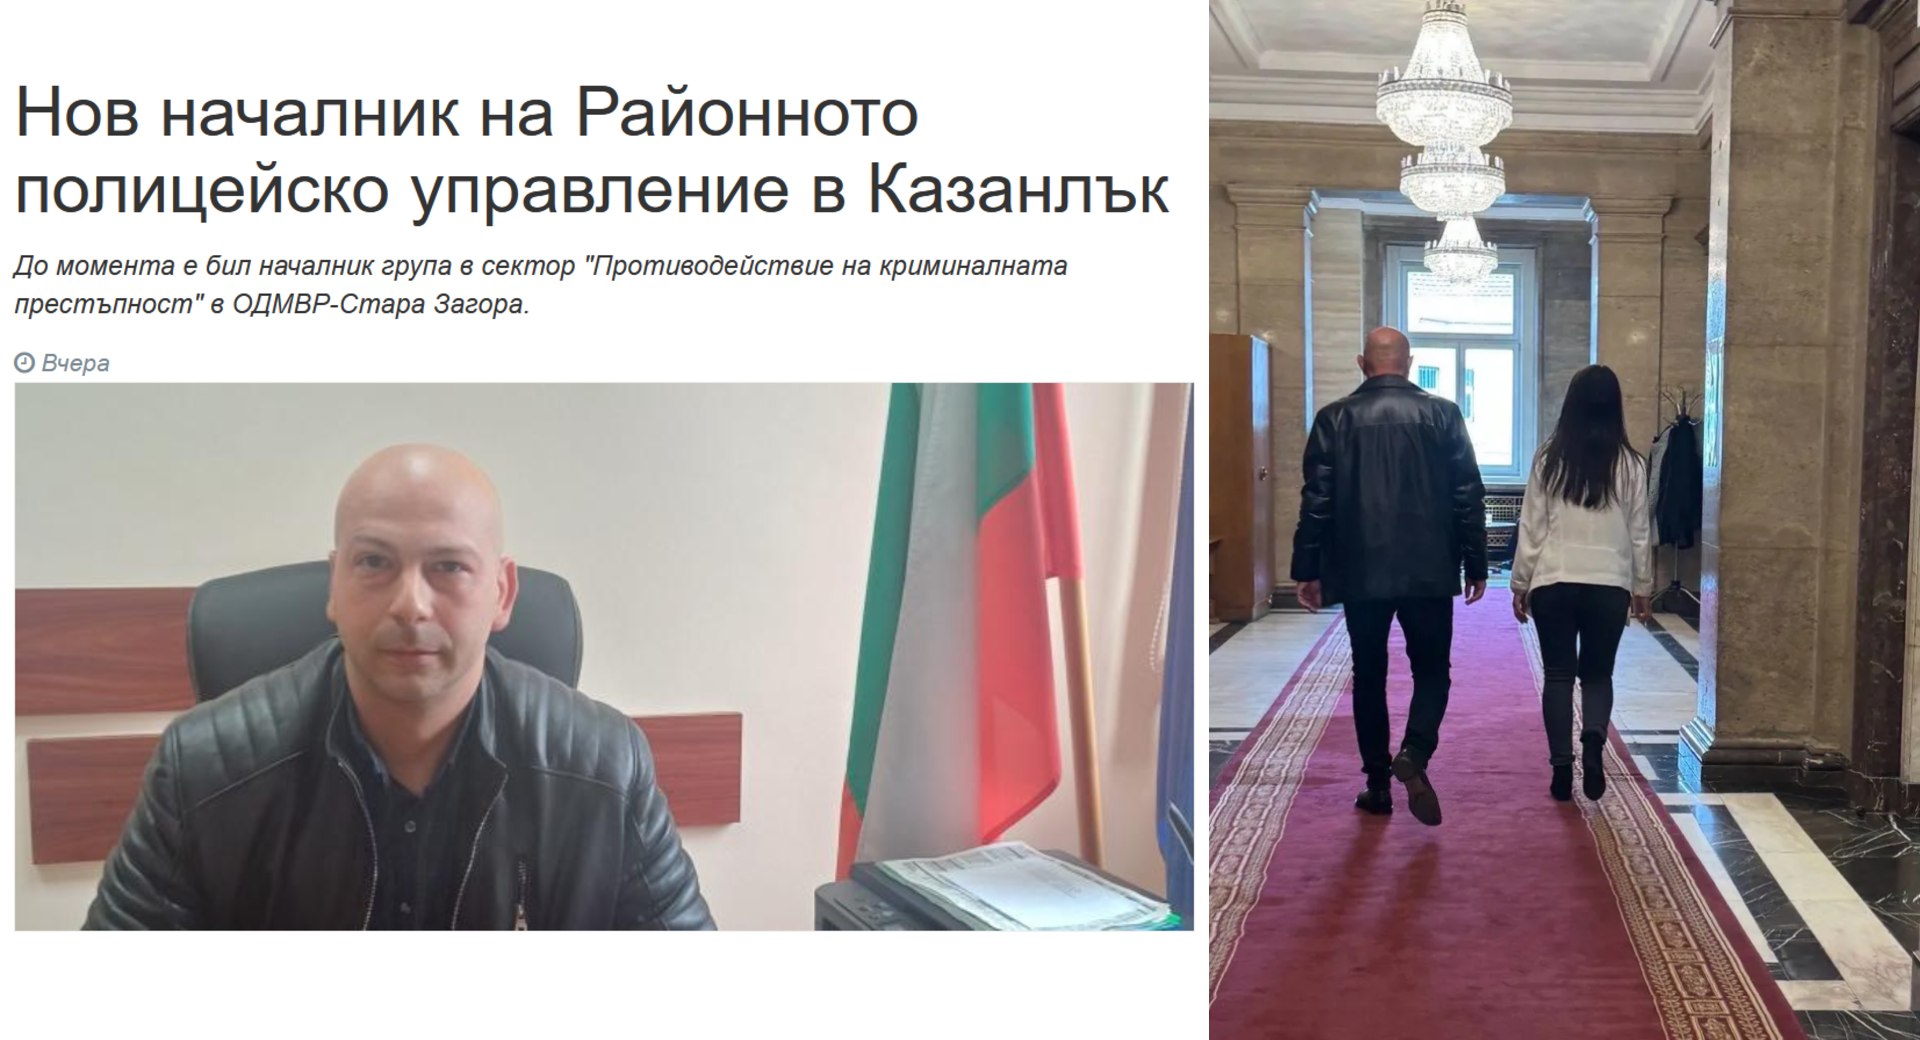 Нов началник на Районното
полицейско управление в Казанлък
До момента е бил началник група в сектор "Противодействие на криминалната
престъпност" в ОДМВР-Стара Загора.
Вчера